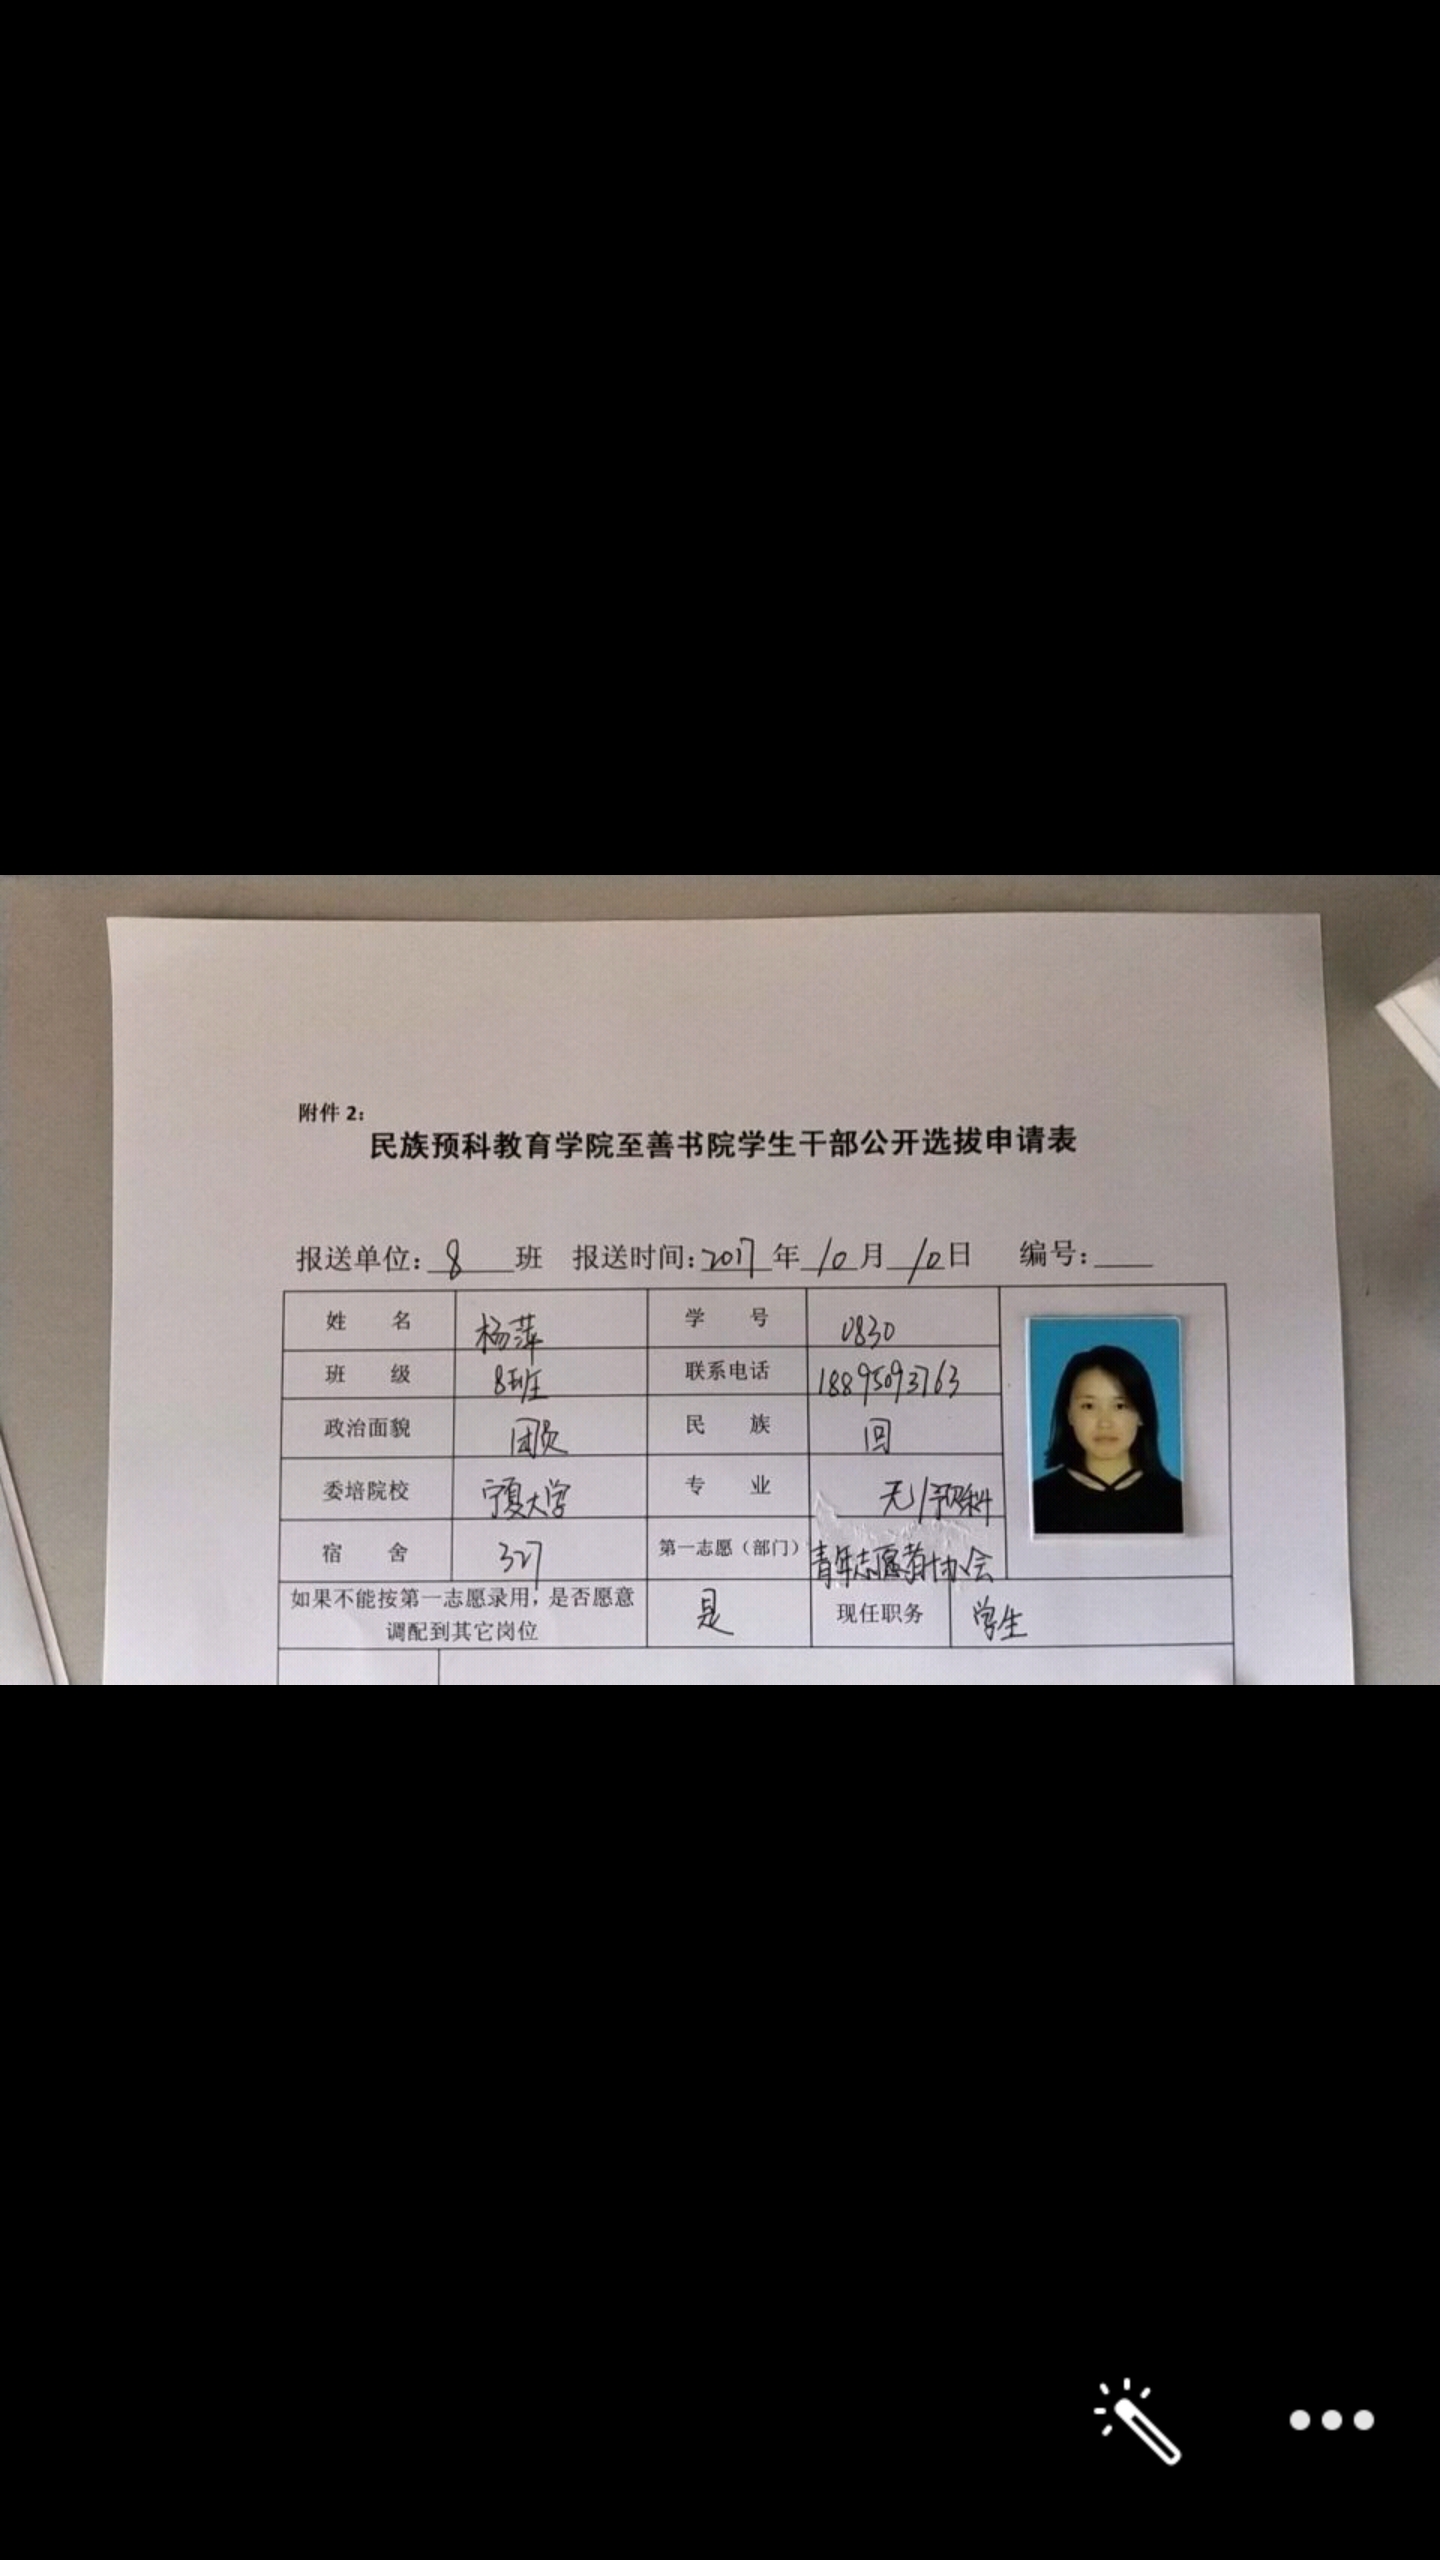 附件 2：
民族预科教育学院至善书院学生干部公开选拔申请表
报送单位：8 班 报送时间：2017 年 10 月 10 日 编号：
姓 名 杨萍 学 号 0830
班 级 8班 联系电话 18895093763
政治面貌 团员 民 族 回
委培院校 宁夏大学 专 业 无/预科
宿 舍 327 第一志愿（部门） 青年志愿者协会
如果不能按第一志愿录用，是否愿意 是 现任职务 学生
调配到其它岗位